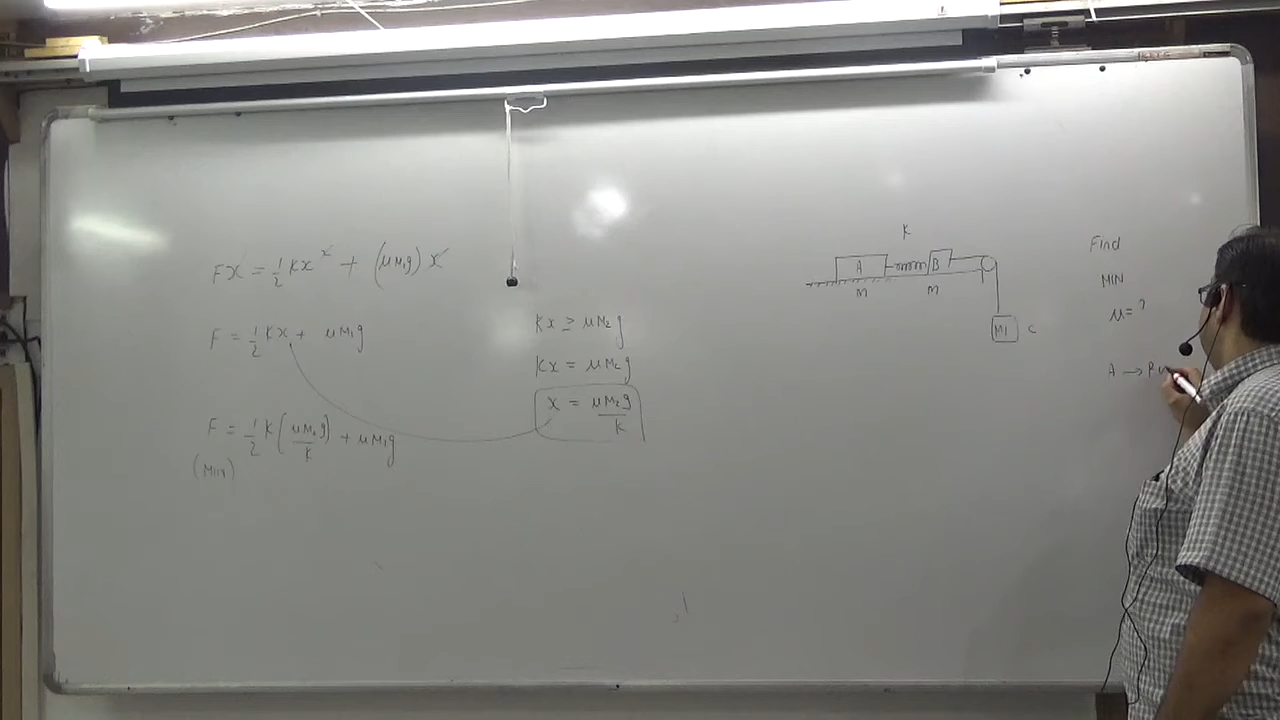 FX = 1/2 KX² + (μM₁g) X
F = 1/2 KX + μM₁g
F = 1/2 K (μM₂g/K) + μM₁g
(MIN)
KX ≥ μM₂g
KX = μM₂g
X = μM₂g/K
K
A B
M M
M1 C
Find
MIN
μ = ?
A →